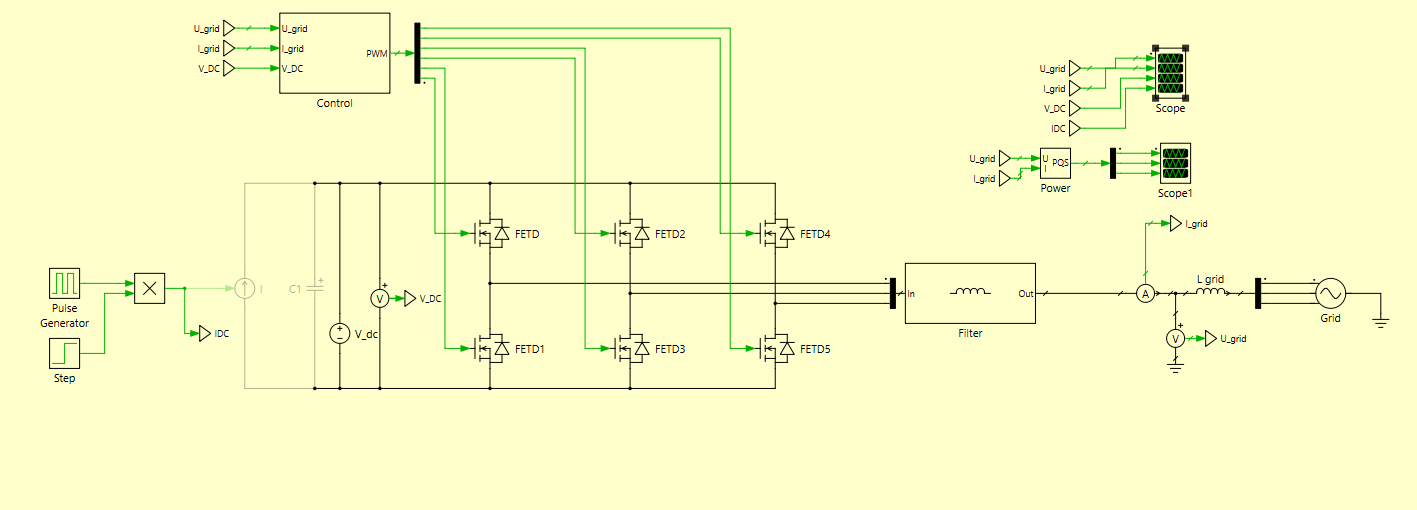 U_grid
I_grid
V_DC
U_grid
I_grid
V_DC
PWM
Control
U_grid
I_grid
V_DC
IDC
Scope
U_grid
I_grid
U
I
PQS
Power
Scope1
I_grid
FETD
FETD2
FETD4
Pulse
Generator
Step
IDC
I
C1
V_dc
V
V_DC
FETD1
FETD3
FETD5
In
Out
Filter
A
L grid
V
U_grid
Grid